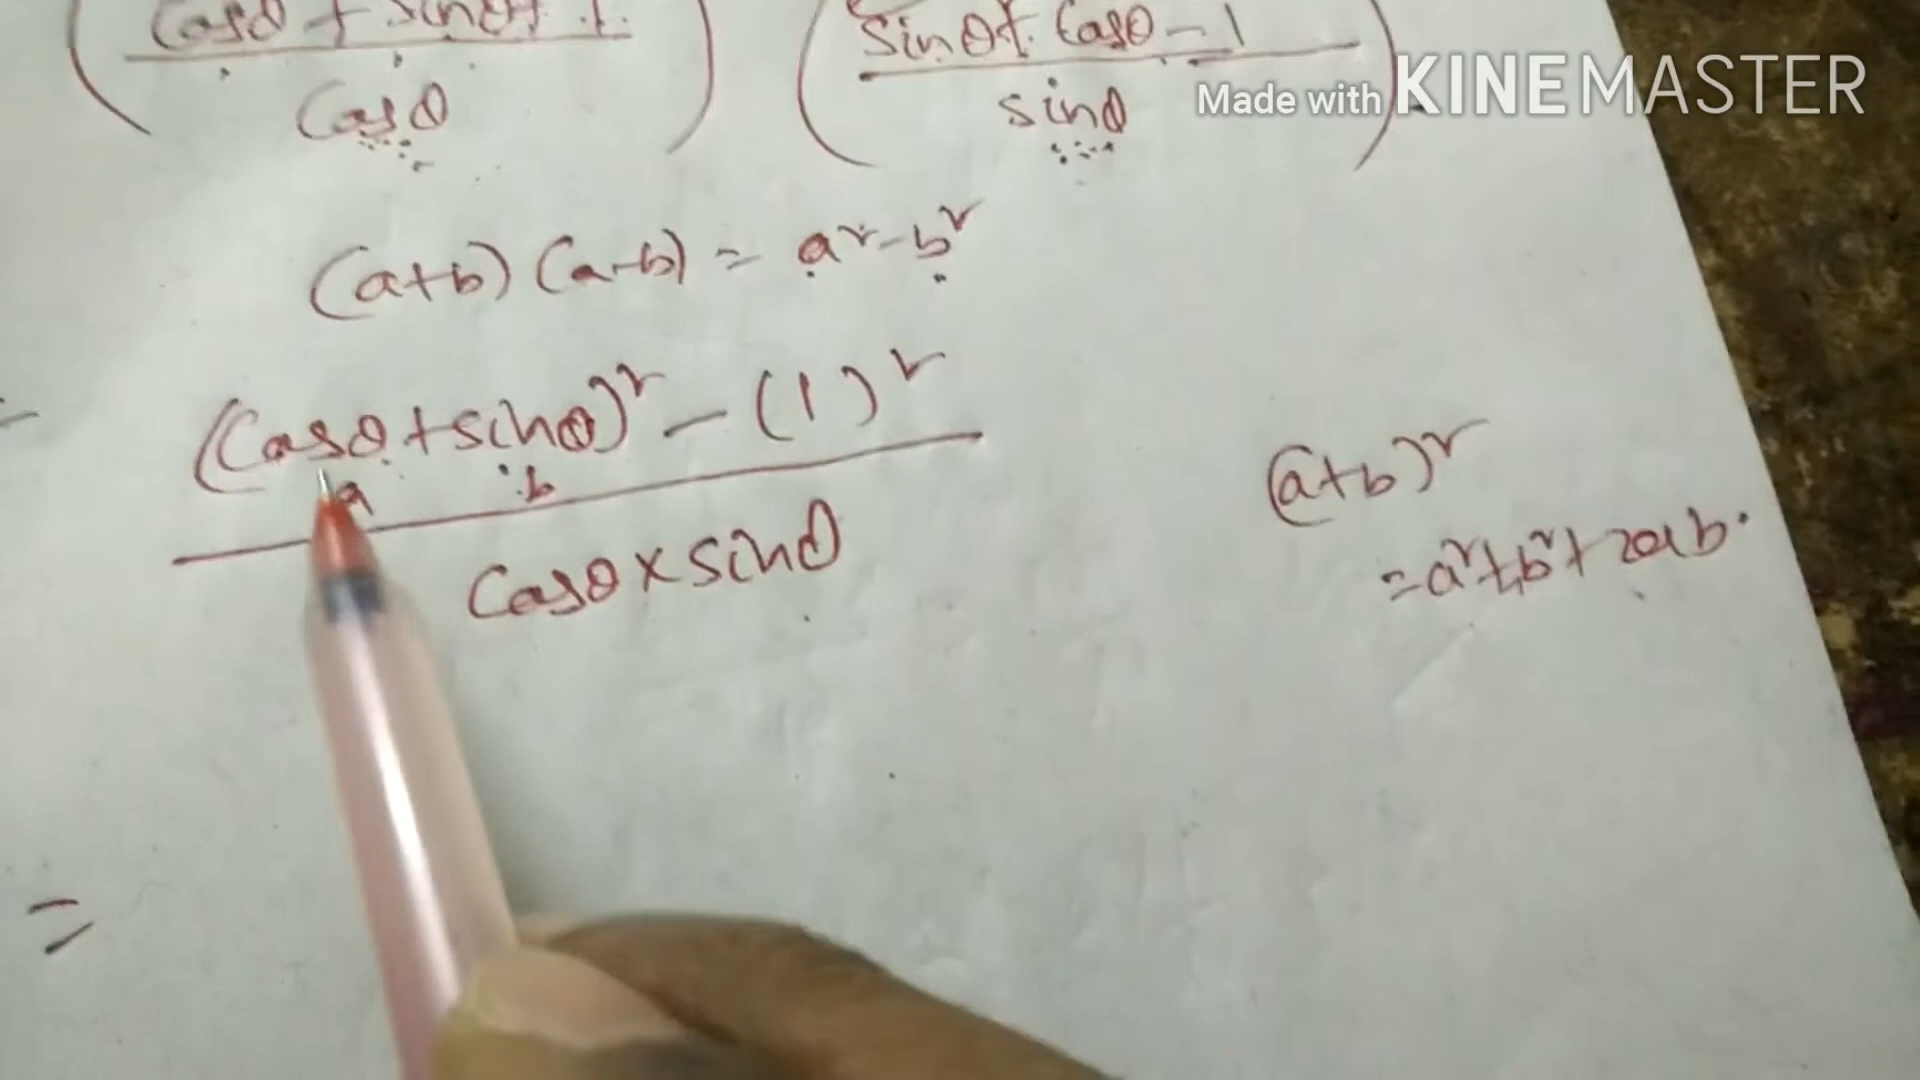 (Cosθ + Sinθ + 1 / Cosθ) (Sinθ + Cosθ - 1 / sinθ)
Made with KINEMASTER
(a+b) (a-b) = a² - b²
= (Cosθ + sinθ)² - (1)² / Cosθ × sinθ
a b
(a+b)²
= a² + b² + 2ab.
=